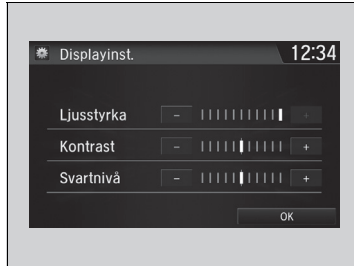 Displayinst. 12:34
Ljusstyrka - +
Kontrast - +
Svartnivå - +
OK